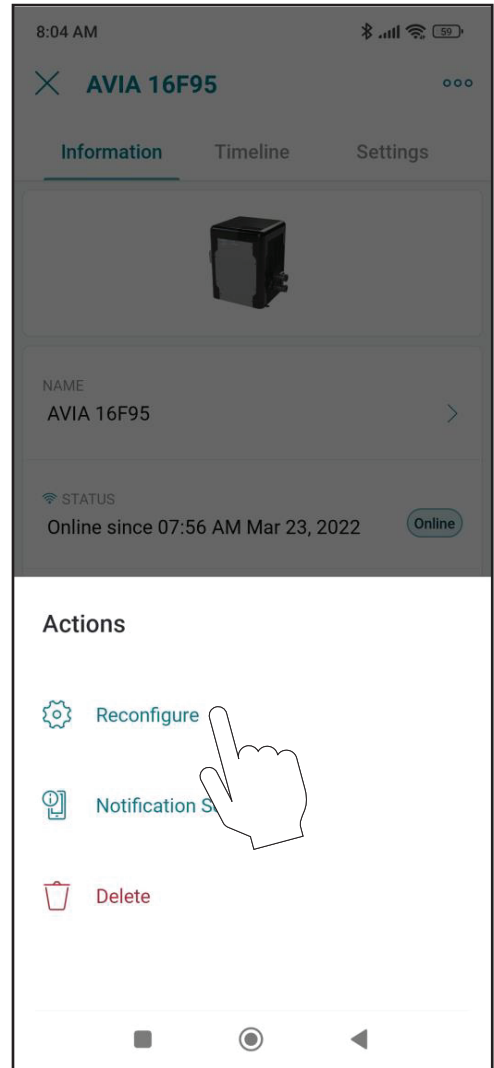 8:04 AM 59
AVIA 16F95
Information Timeline Settings
NAME
AVIA 16F95
STATUS
Online since 07:56 AM Mar 23, 2022 Online
Actions
Reconfigure
Notification
Delete